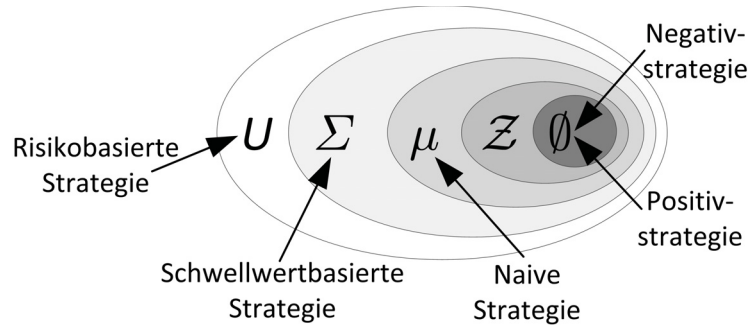 Negativ-
strategie
Risikobasierte
Strategie
U Σ μ Z ∅
Positiv-
strategie
Schwellwertbasierte
Strategie
Naive
Strategie